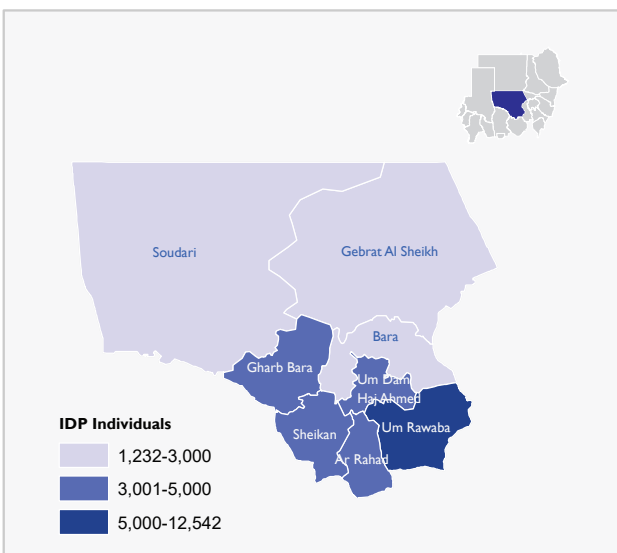 Soudari
Gebrat Al Sheikh
Bara
Gharb Bara
Um Dam
Haj Ahmed
Um Rawaba
Sheikan
Ar Rahad
IDP Individuals
1,232-3,000
3,001-5,000
5,000-12,542